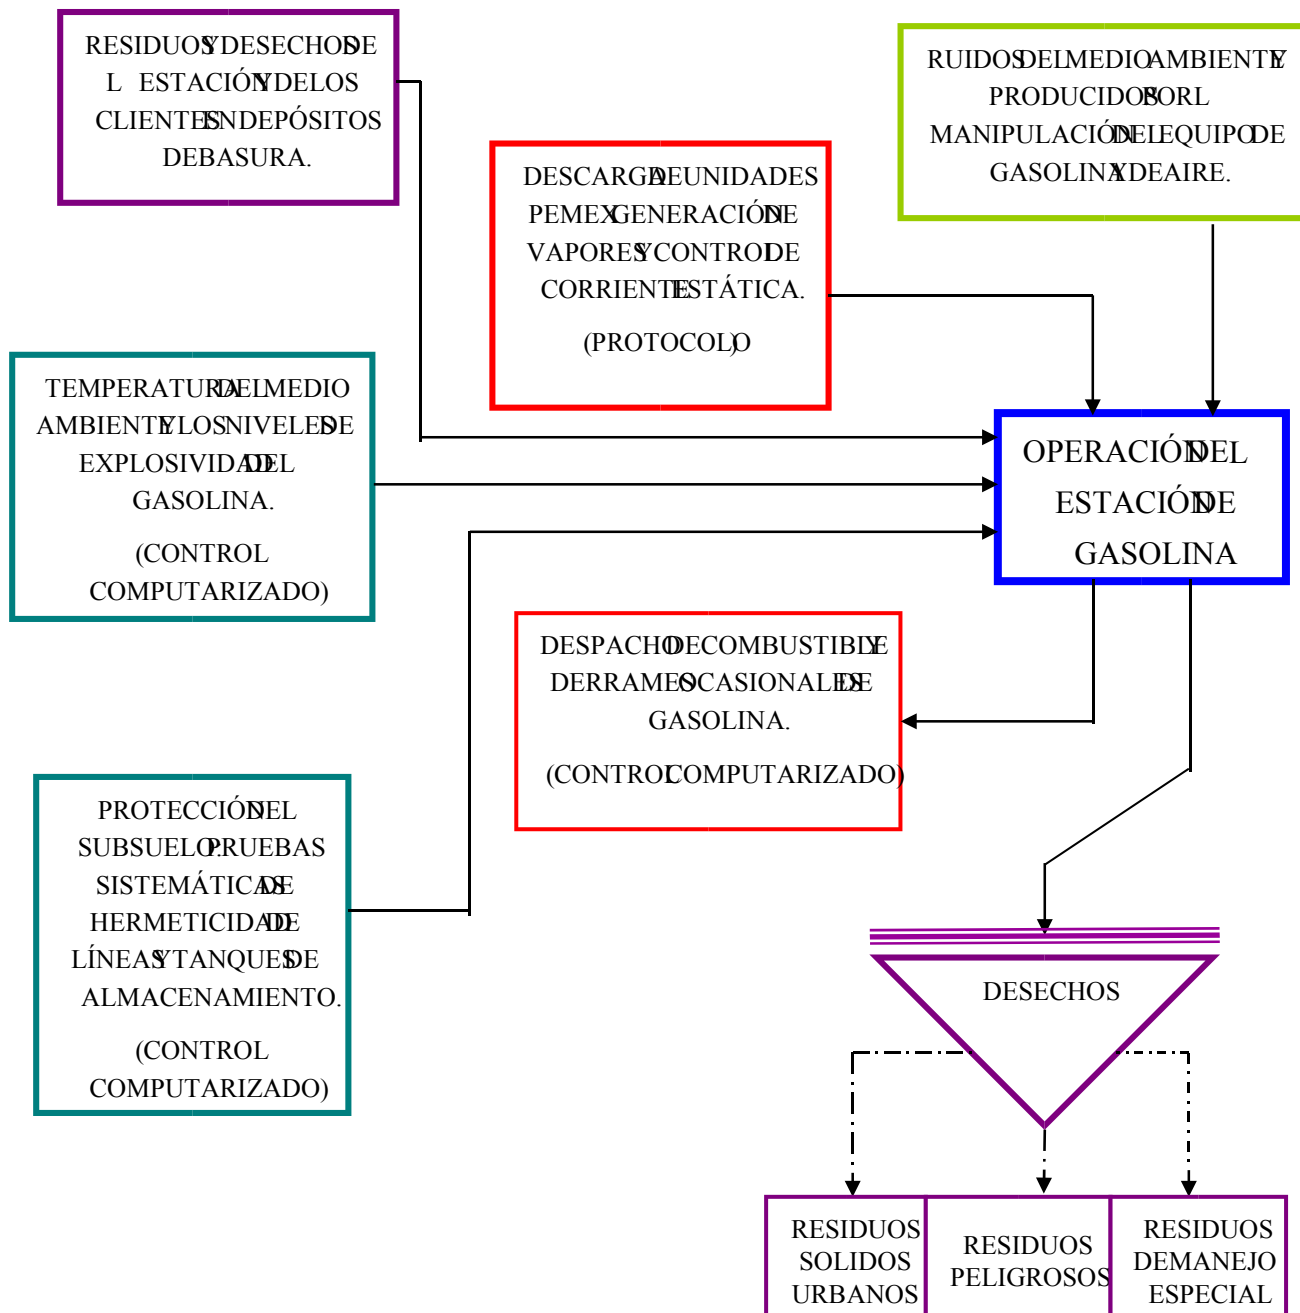 RESIDUOS Y DESECHOS DE
L ESTACIÓN Y DE LOS
CLIENTES EN DEPÓSITOS
DE BASURA.
RUIDOS DEL MEDIO AMBIENTE Y
PRODUCIDOS POR L
MANIPULACIÓN DEL EQUIPO DE
GASOLINA Y DE AIRE.
DESCARGA DE UNIDADES
PEMEX GENERACIÓN DE
VAPORES Y CONTROL DE
CORRIENTE ESTÁTICA.
(PROTOCOLO)
TEMPERATURA DEL MEDIO
AMBIENTE Y LOS NIVELES DE
EXPLOSIVIDAD DE L
GASOLINA.
(CONTROL
COMPUTARIZADO)
OPERACIÓN DE L
ESTACIÓN DE
GASOLINA
DESPACHO DE COMBUSTIBLE Y
DERRAMES OCASIONALES DE
GASOLINA.
(CONTROL COMPUTARIZADO)
PROTECCIÓN DEL
SUBSUELO. PRUEBAS
SISTEMÁTICAS DE
HERMETICIDAD DE
LÍNEAS Y TANQUES DE
ALMACENAMIENTO.
(CONTROL
COMPUTARIZADO)
DESECHOS
RESIDUOS
SOLIDOS
URBANOS
RESIDUOS
PELIGROSOS
RESIDUOS
DE MANEJO
ESPECIAL